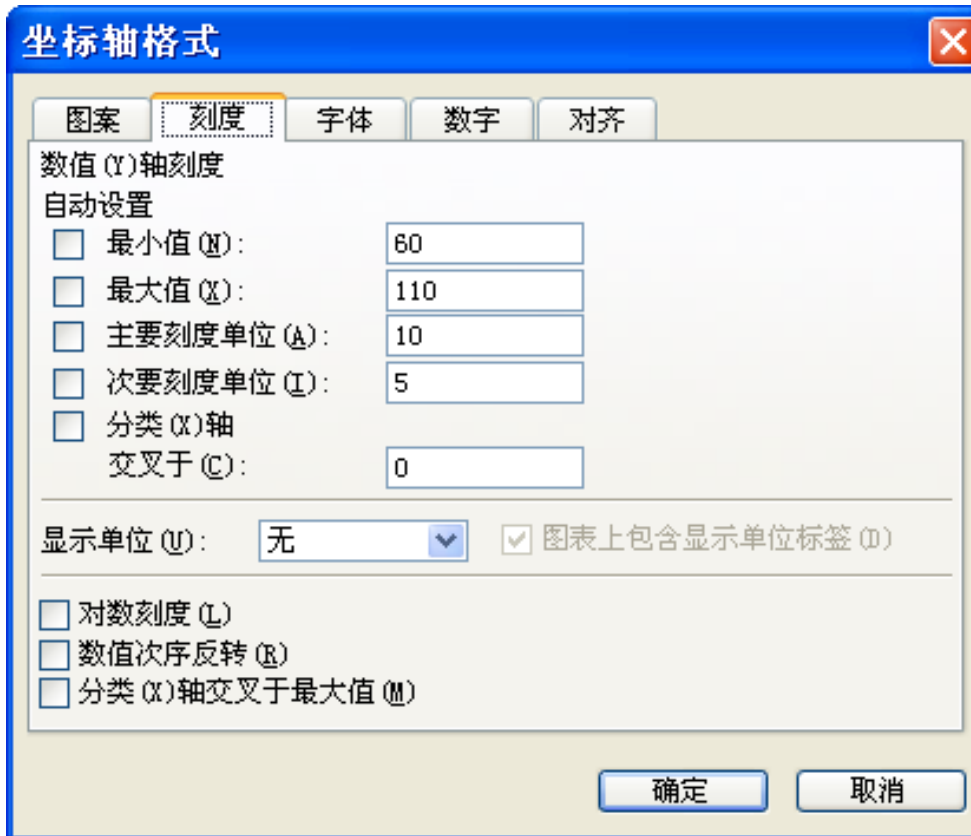 坐标轴格式
图案 刻度 字体 数字 对齐
数值(Y)轴刻度
自动设置
最小值(N): 60
最大值(X): 110
主要刻度单位(A): 10
次要刻度单位(I): 5
分类(X)轴
交叉于(C): 0
显示单位(U): 无 图表上包含显示单位标签(D)
对数刻度(L)
数值次序反转(R)
分类(X)轴交叉于最大值(M)
确定 取消